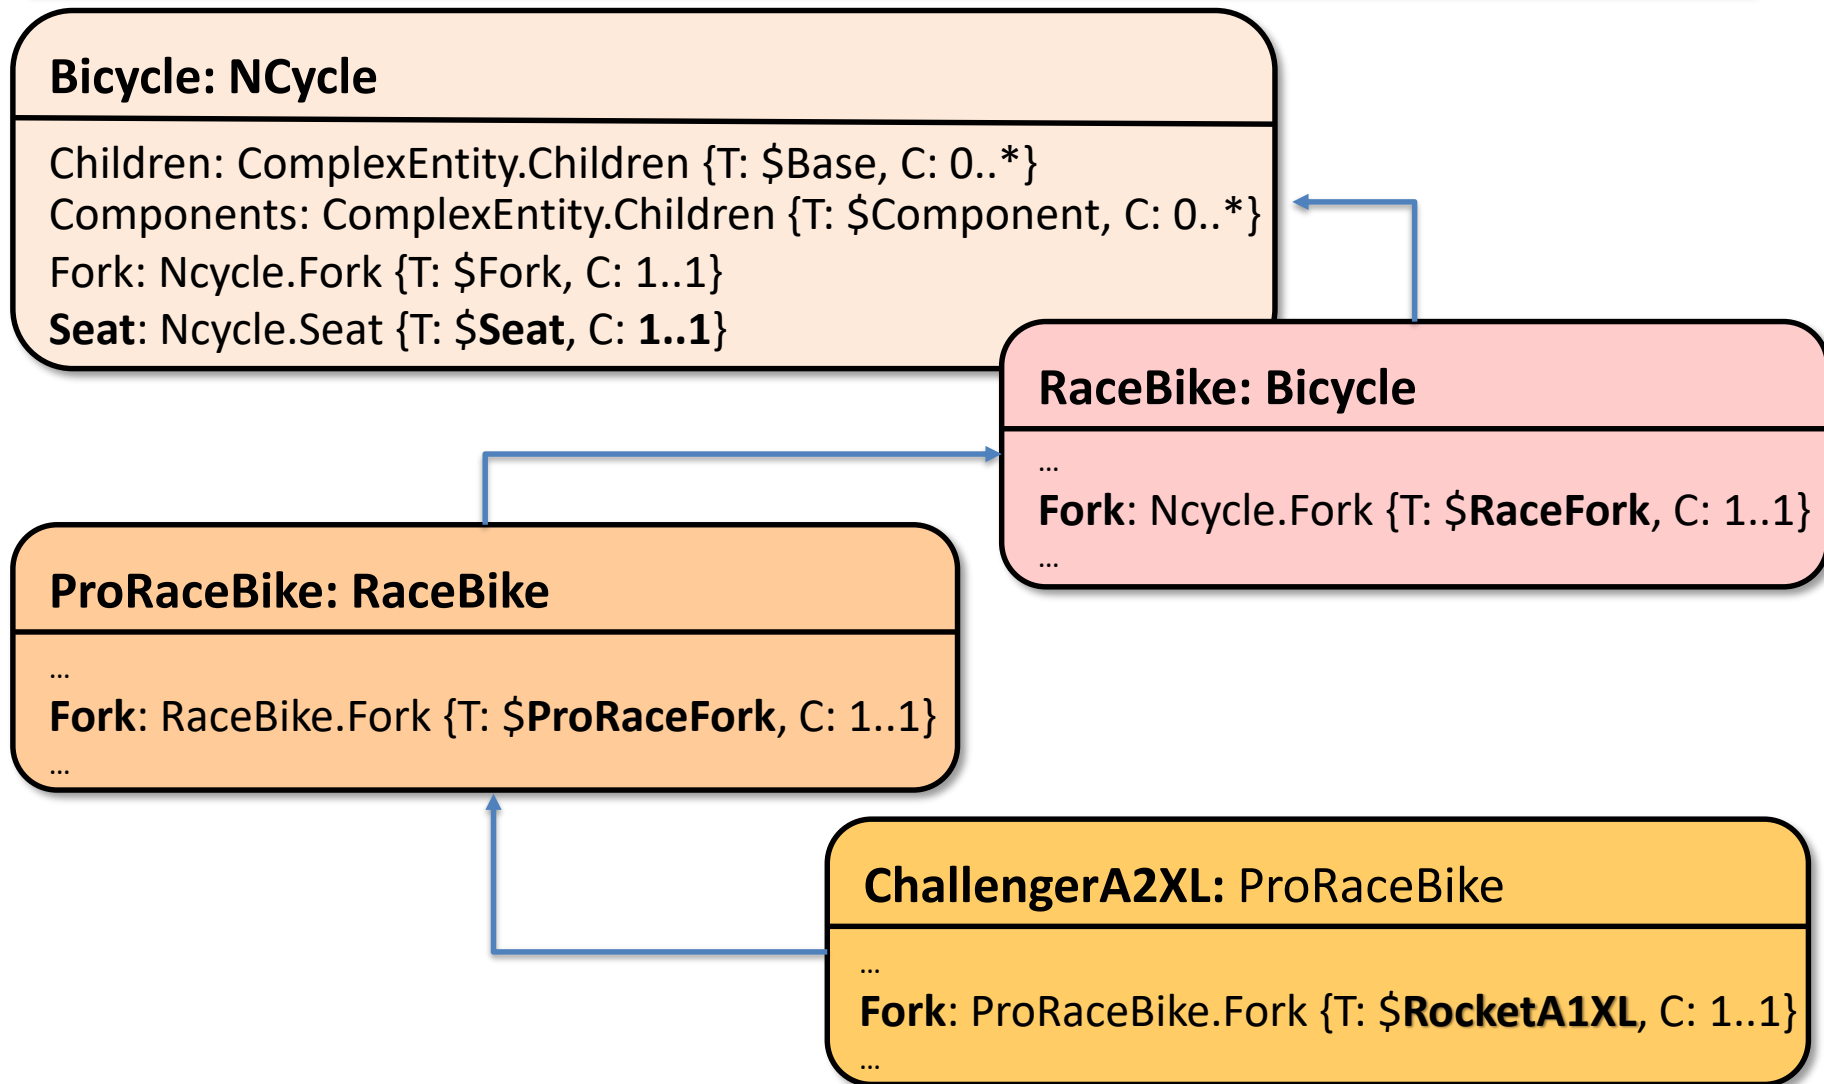 Bicycle: NCycle
Children: ComplexEntity.Children {T: $Base, C: 0..*}
Components: ComplexEntity.Children {T: $Component, C: 0..*}
Fork: Ncycle.Fork {T: $Fork, C: 1..1}
Seat: Ncycle.Seat {T: $Seat, C: 1..1}
RaceBike: Bicycle
...
Fork: Ncycle.Fork {T: $RaceFork, C: 1..1}
...
ProRaceBike: RaceBike
...
Fork: RaceBike.Fork {T: $ProRaceFork, C: 1..1}
...
ChallengerA2XL: ProRaceBike
...
Fork: ProRaceBike.Fork {T: $RocketA1XL, C: 1..1}
...